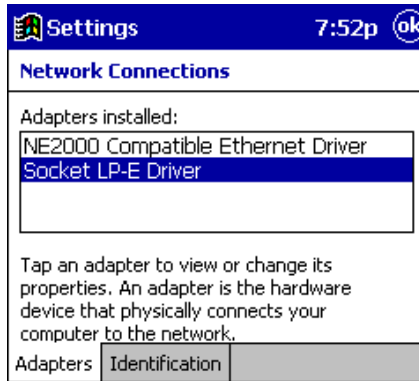 Settings 7:52p ok
Network Connections
Adapters installed:
NE2000 Compatible Ethernet Driver
Socket LP-E Driver
Tap an adapter to view or change its
properties. An adapter is the hardware
device that physically connects your
computer to the network.
Adapters Identification